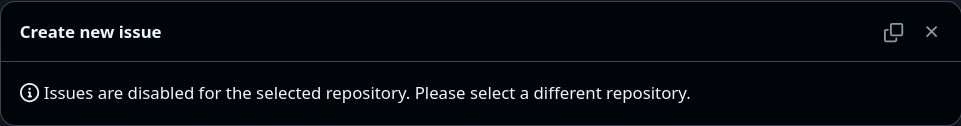 Create new issue
Issues are disabled for the selected repository. Please select a different repository.